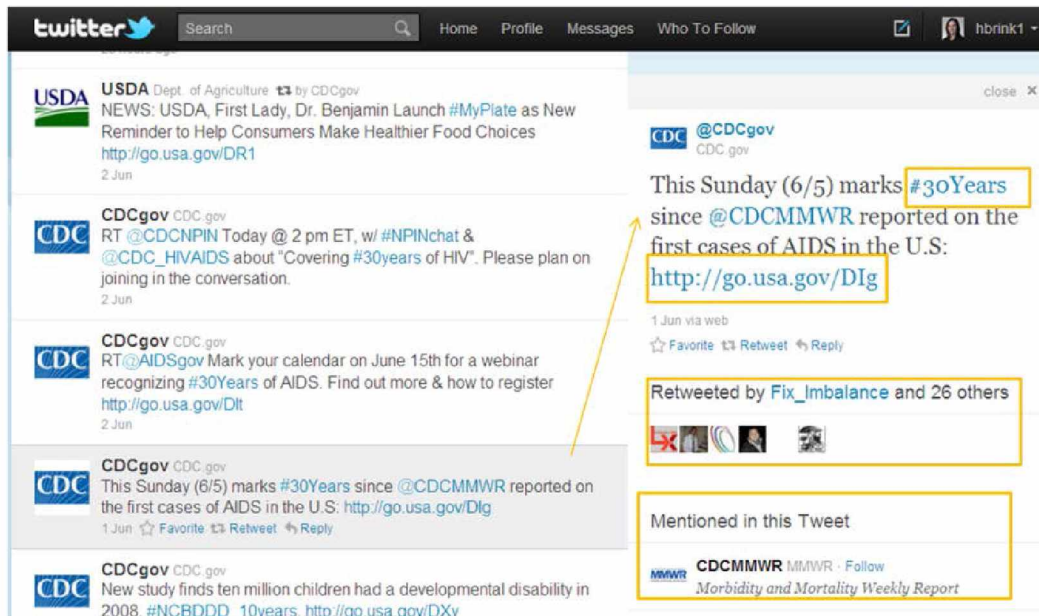 twitter
Search
Home
Profile
Messages
Who To Follow
hbrink1
USDA
USDA Dept. of Agriculture by CDCgov
NEWS: USDA, First Lady, Dr. Benjamin Launch #MyPlate as New
Reminder to Help Consumers Make Healthier Food Choices
http://go.usa.gov/DR1
2 Jun
CDC
CDCgov CDC.gov
RT @CDCNPIN Today @ 2 pm ET, w/ #NPINchat &
@CDC_HIVAIDS about "Covering #30years of HIV". Please plan on
joining in the conversation.
2 Jun
CDC
CDCgov CDC.gov
RT@AIDSgov Mark your calendar on June 15th for a webinar
recognizing #30Years of AIDS. Find out more & how to register
http://go.usa.gov/DIt
2 Jun
CDC
CDCgov CDC.gov
This Sunday (6/5) marks #30Years since @CDCMMWR reported on
the first cases of AIDS in the U.S: http://go.usa.gov/DIg
1 Jun Favorite Retweet Reply
CDC
CDCgov CDC.gov
New study finds ten million children had a developmental disability in
2008. #NCBDDD_10years. http://go.usa.gov/DXv
close ×
CDC
@CDCgov
CDC.gov
This Sunday (6/5) marks #30Years
since @CDCMMWR reported on the
first cases of AIDS in the U.S:
http://go.usa.gov/DIg
1 Jun via web
Favorite Retweet Reply
Retweeted by Fix_Imbalance and 26 others
Mentioned in this Tweet
MMWR
CDCMMWR MMWR · Follow
Morbidity and Mortality Weekly Report